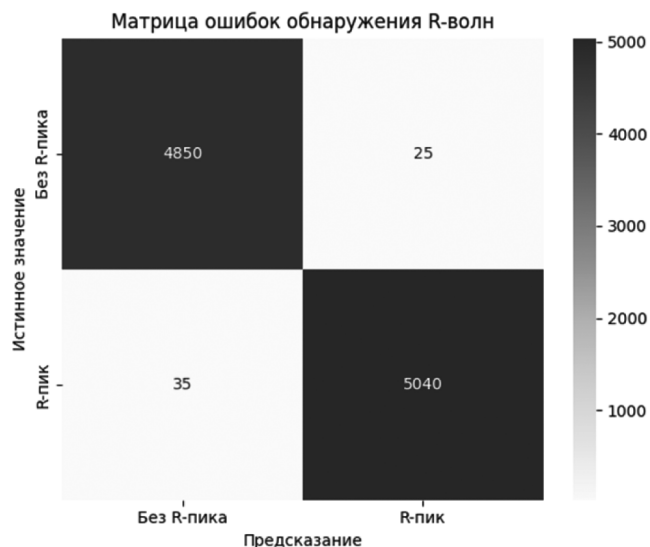 Матрица ошибок обнаружения R-волн
Истинное значение
Без R-пика
4850
25
R-пик
35
5040
Без R-пика
R-пик
Предсказание
5000
4000
3000
2000
1000